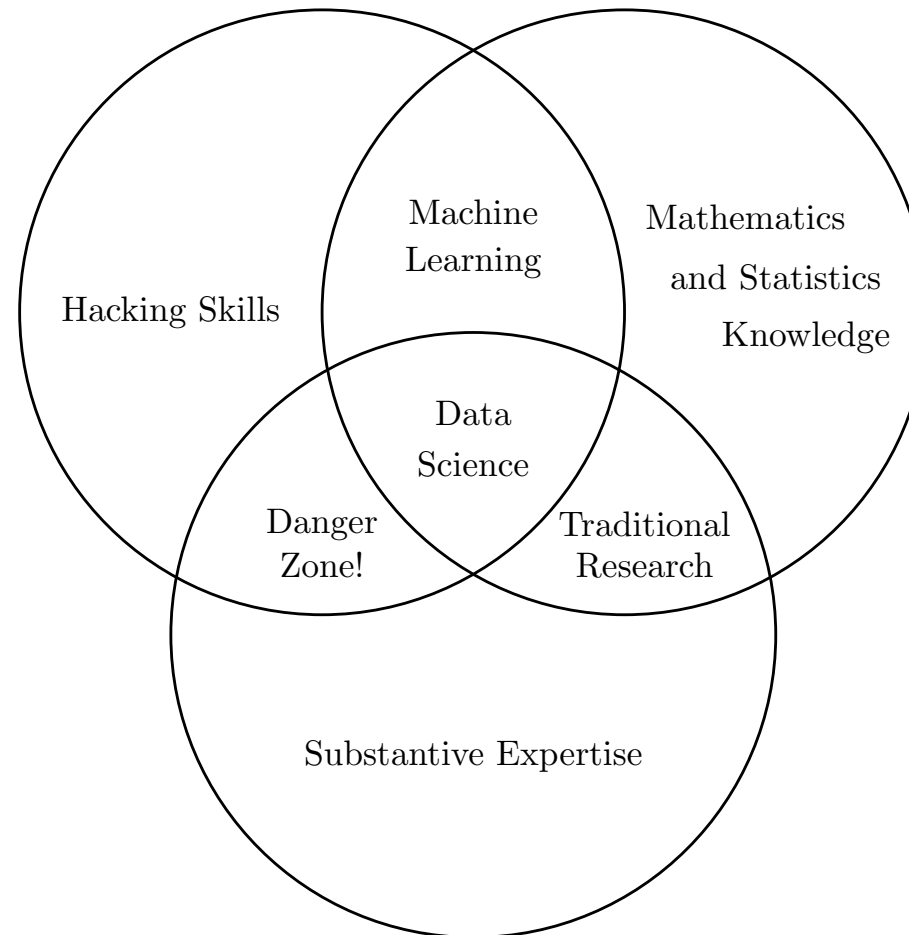 Machine
Learning
Mathematics
and Statistics
Knowledge
Hacking Skills
Data
Science
Danger
Zone!
Traditional
Research
Substantive Expertise